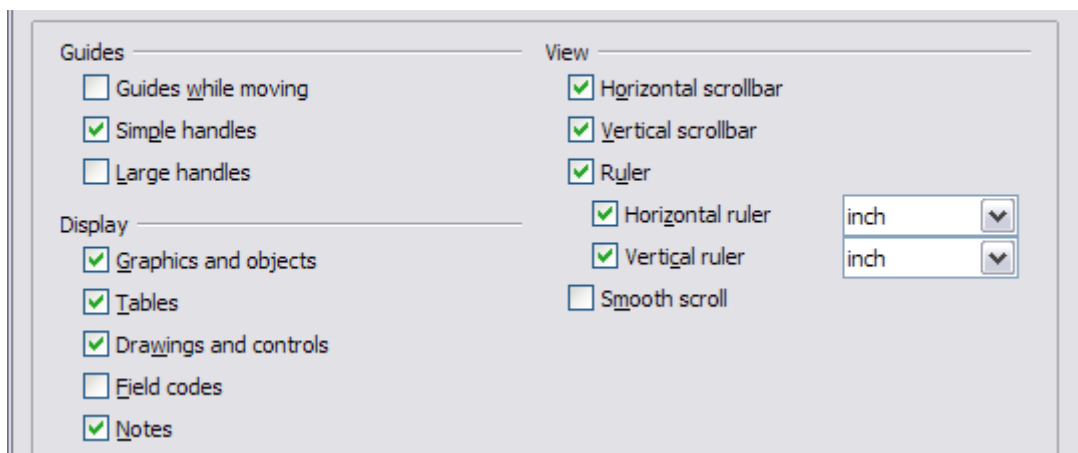 Guides
Guides while moving
Simple handles
Large handles
Display
Graphics and objects
Tables
Drawings and controls
Field codes
Notes
View
Horizontal scrollbar
Vertical scrollbar
Ruler
Horizontal ruler inch
Vertical ruler inch
Smooth scroll